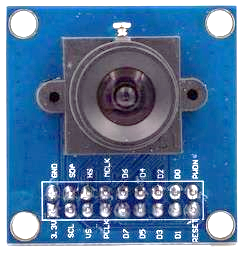 GND SDA HS MCLK D6 D4 D2 D0 PWDN
3.3V SCL VS PCLK D7 D5 D3 D1 RESET